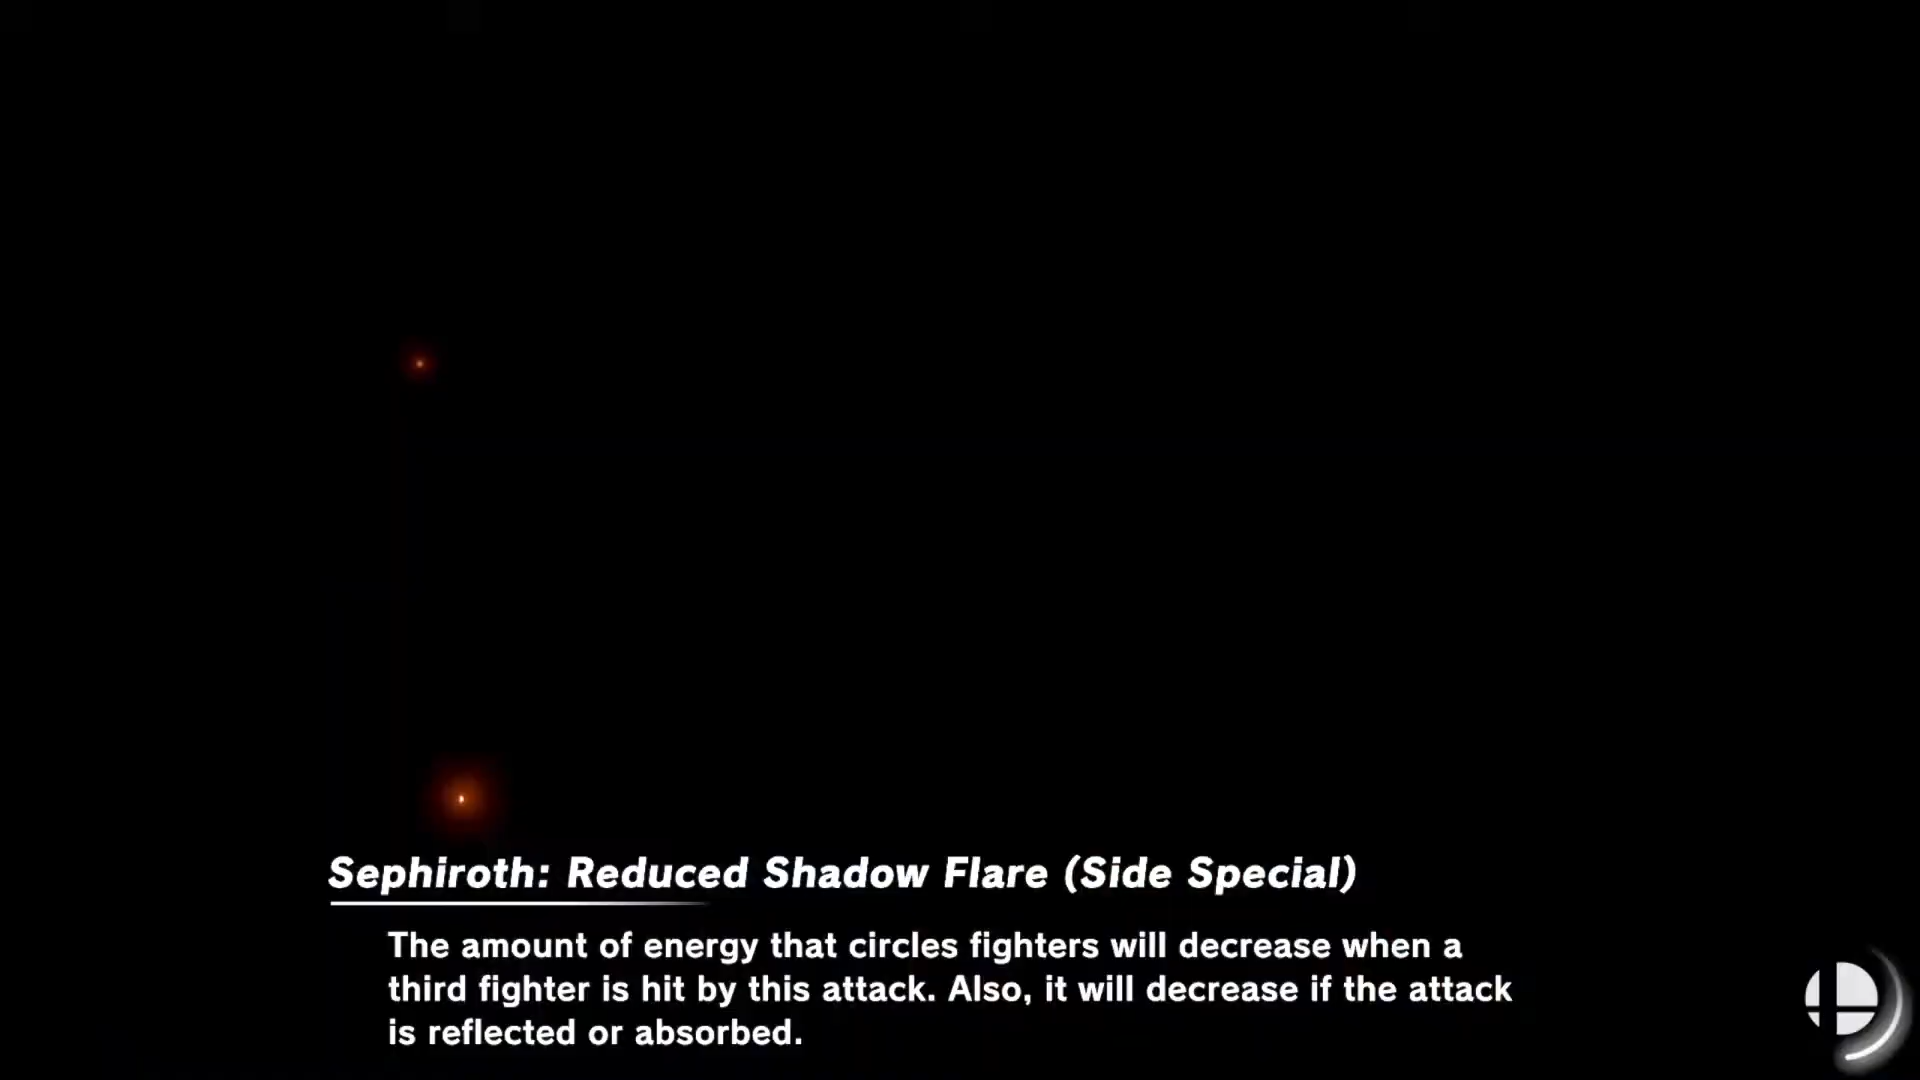 Sephiroth: Reduced Shadow Flare (Side Special)
The amount of energy that circles fighters will decrease when a
third fighter is hit by this attack. Also, it will decrease if the attack
is reflected or absorbed.